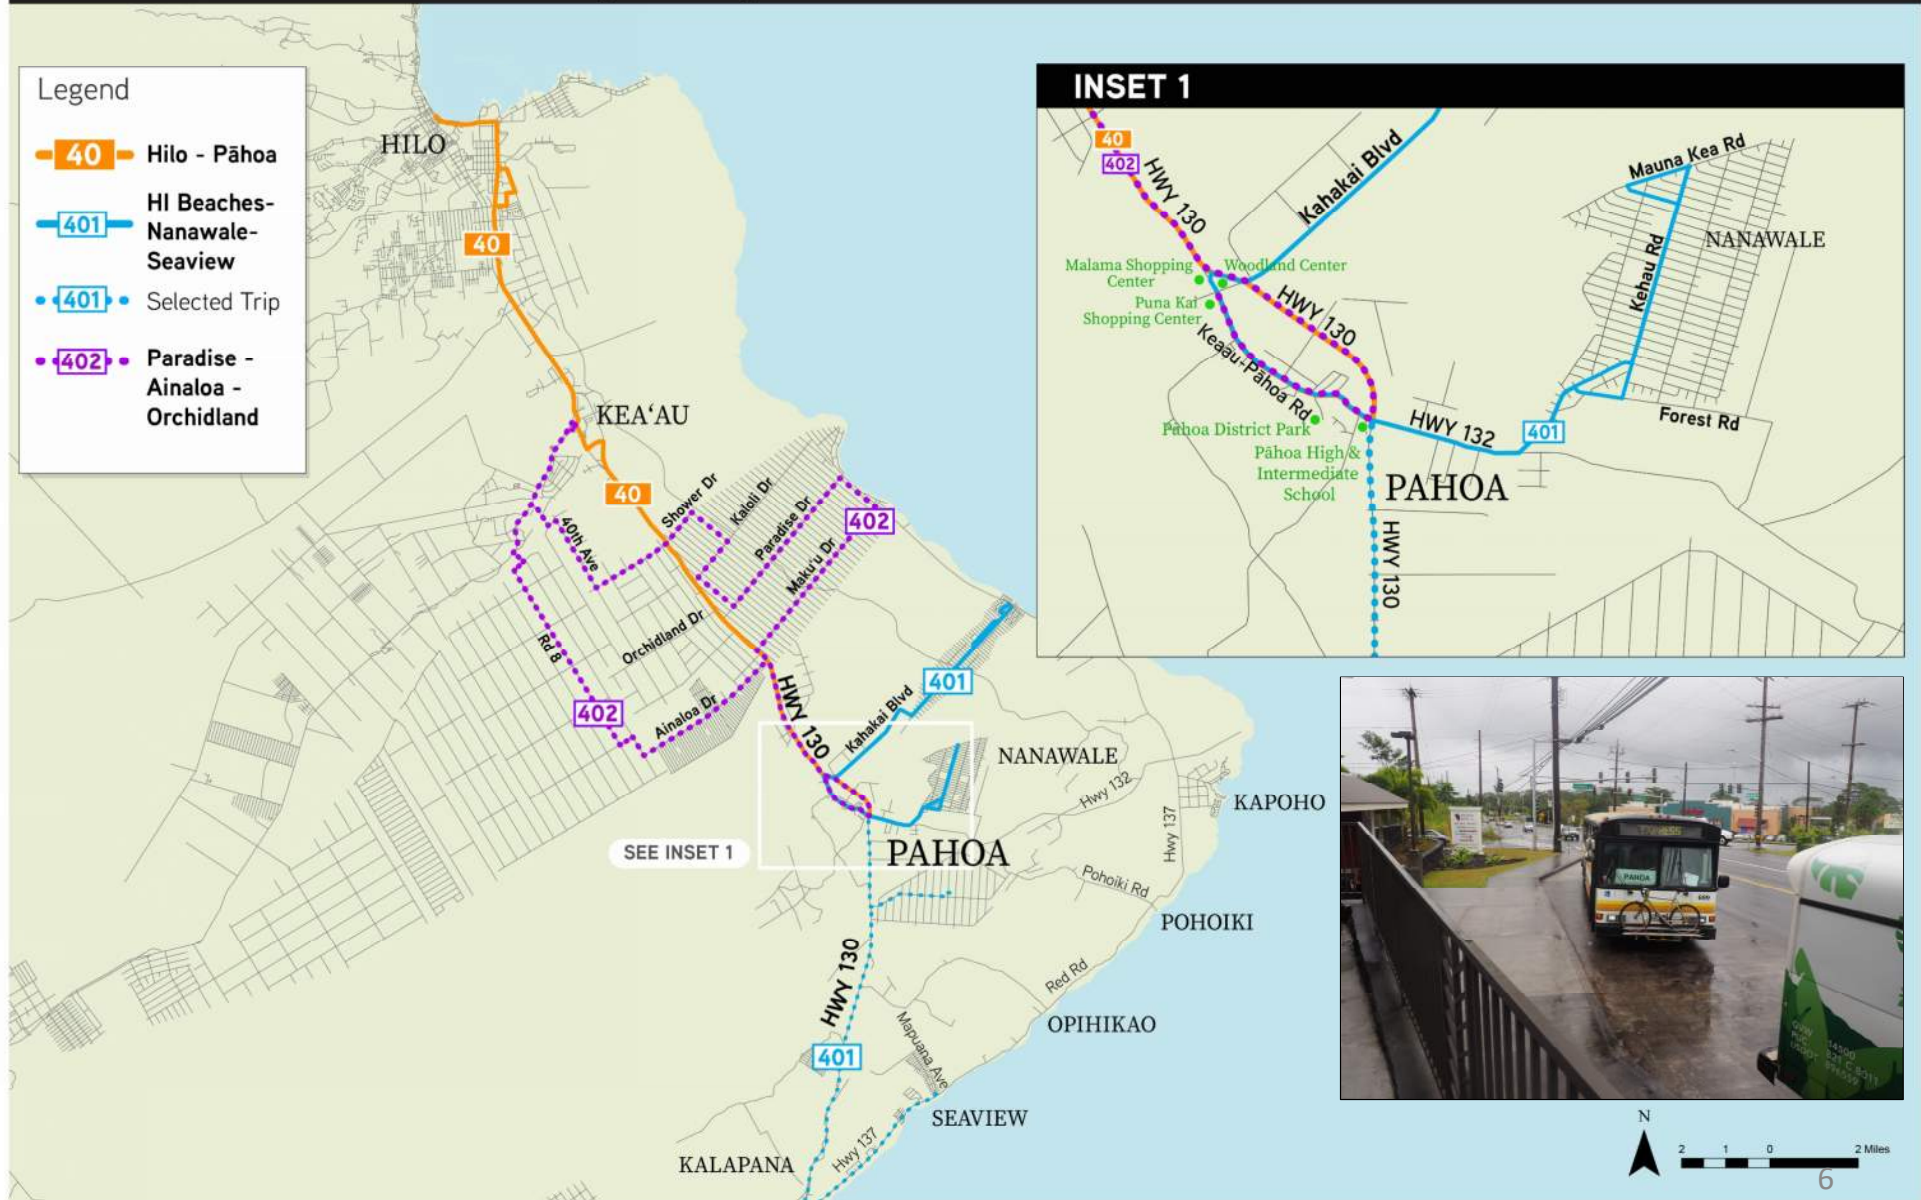 Legend
40
Hilo - Pāhoa
401
HI Beaches-
Nanawale-
Seaview
401
Selected Trip
402
Paradise -
Ainaloa -
Orchidland
HILO
40
KEAʻAU
40
Shower Dr
Kaloli Dr
Paradise Dr
Maku'u Dr
402
40th Ave
Orchidland Dr
Rd 8
402
Ainaloa Dr
HWY 130
Kahakai Blvd
401
NANAWALE
Hwy 132
Hwy 137
KAPOHO
SEE INSET 1
PAHOA
Pohoiki Rd
POHOIKI
HWY 130
Red Rd
OPIHIKAO
Mapuana Ave
401
SEAVIEW
Hwy 137
KALAPANA
INSET 1
40
402
HWY 130
Kahakai Blvd
Mauna Kea Rd
NANAWALE
Kehau Rd
Malama Shopping
Center
Woodland Center
Puna Kai
Shopping Center
HWY 130
Keaau-Pāhoa Rd
Pahoa District Park
Pāhoa High &
Intermediate
School
HWY 132
401
Forest Rd
PAHOA
HWY 130
PAHOA
N
2 1 0 2 Miles
6